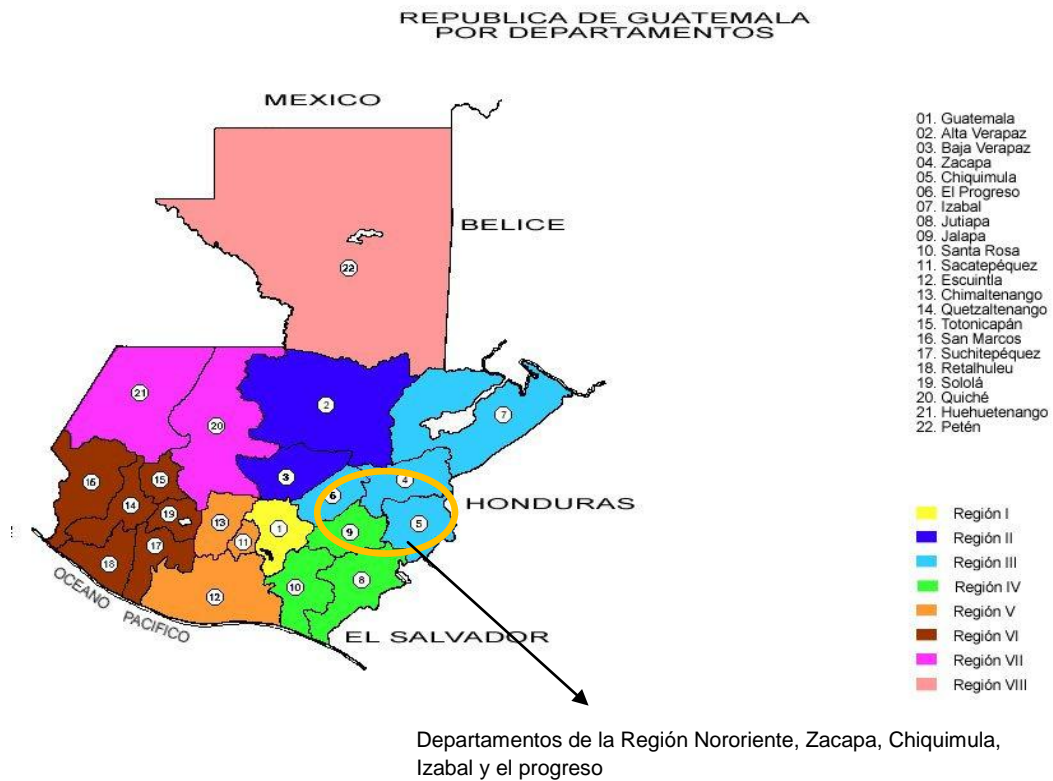 REPUBLICA DE GUATEMALA
POR DEPARTAMENTOS
MEXICO
BELICE
HONDURAS
EL SALVADOR
OCEANO PACIFICO
22
21
20
2
7
3
4
6
5
16
15
14
19
13
11
1
9
17
18
12
10
8
01. Guatemala
02. Alta Verapaz
03. Baja Verapaz
04. Zacapa
05. Chiquimula
06. El Progreso
07. Izabal
08. Jutiapa
09. Jalapa
10. Santa Rosa
11. Sacatepéquez
12. Escuintla
13. Chimaltenango
14. Quetzaltenango
15. Totonicapán
16. San Marcos
17. Suchitepéquez
18. Retalhuleu
19. Sololá
20. Quiché
21. Huehuetenango
22. Petén
Región I
Región II
Región III
Región IV
Región V
Región VI
Región VII
Región VIII
Departamentos de la Región Nororiente, Zacapa, Chiquimula,
Izabal y el progreso